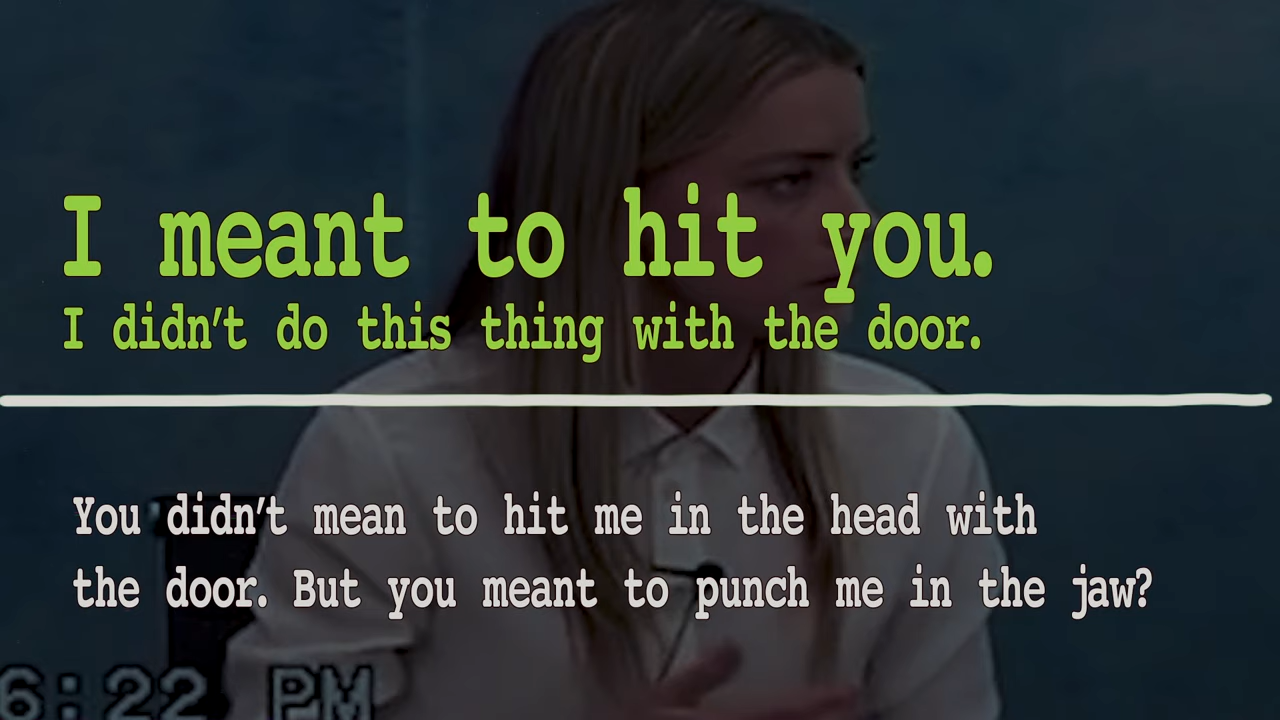 I meant to hit you.
I didn't do this thing with the door.
You didn't mean to hit me in the head with
the door. But you meant to punch me in the jaw?
6:22 PM